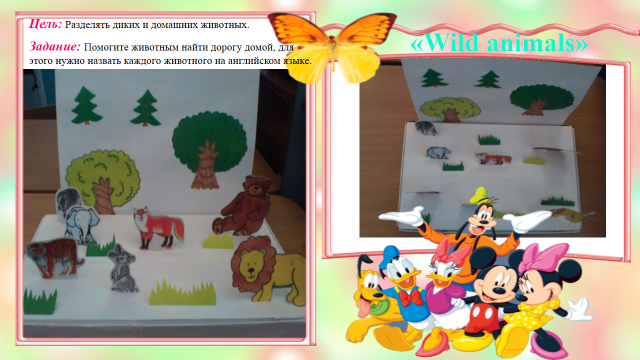 Цель: Разделять диких и домашних животных.
Задание: Помогите животным найти дорогу домой, для
этого нужно назвать каждого животного на английском языке.
«Wild animals»